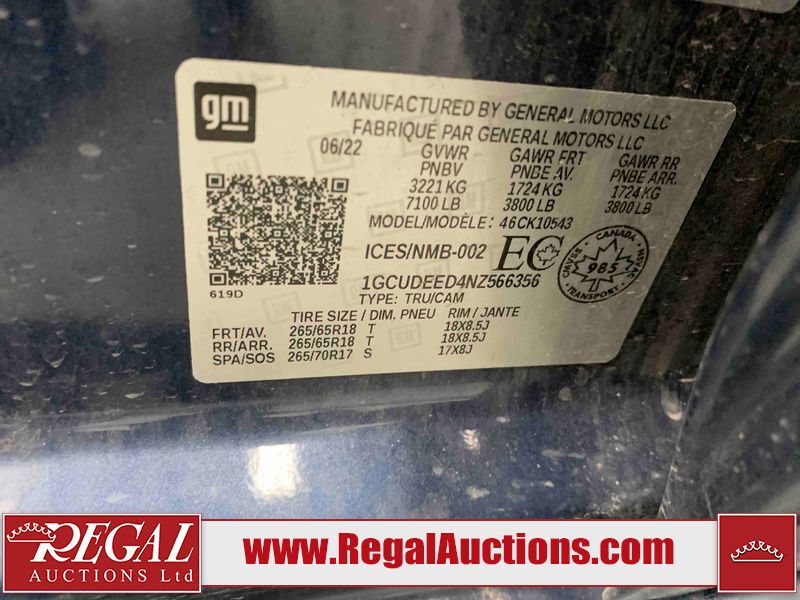 gm
MANUFACTURED BY GENERAL MOTORS LLC
FABRIQUÉ PAR GENERAL MOTORS LLC
06/22 GVWR GAWR FRT GAWR RR
PNBV PNBE AV. PNBE ARR.
3221 KG 1724 KG 1724 KG
7100 LB 3800 LB 3800 LB
MODEL/MODÈLE: 46CK10543
ICES/NMB-002 EC
CANADA
985
TRANSPORT
619D
1GCUDEED4NZ566356
TYPE: TRU/CAM
TIRE SIZE / DIM. PNEU RIM / JANTE
FRT/AV. 265/65R18 T 18X8.5J
RR/ARR. 265/65R18 T 18X8.5J
SPA/SOS 265/70R17 S 17X8J
REGAL
AUCTIONS Ltd
www.RegalAuctions.com